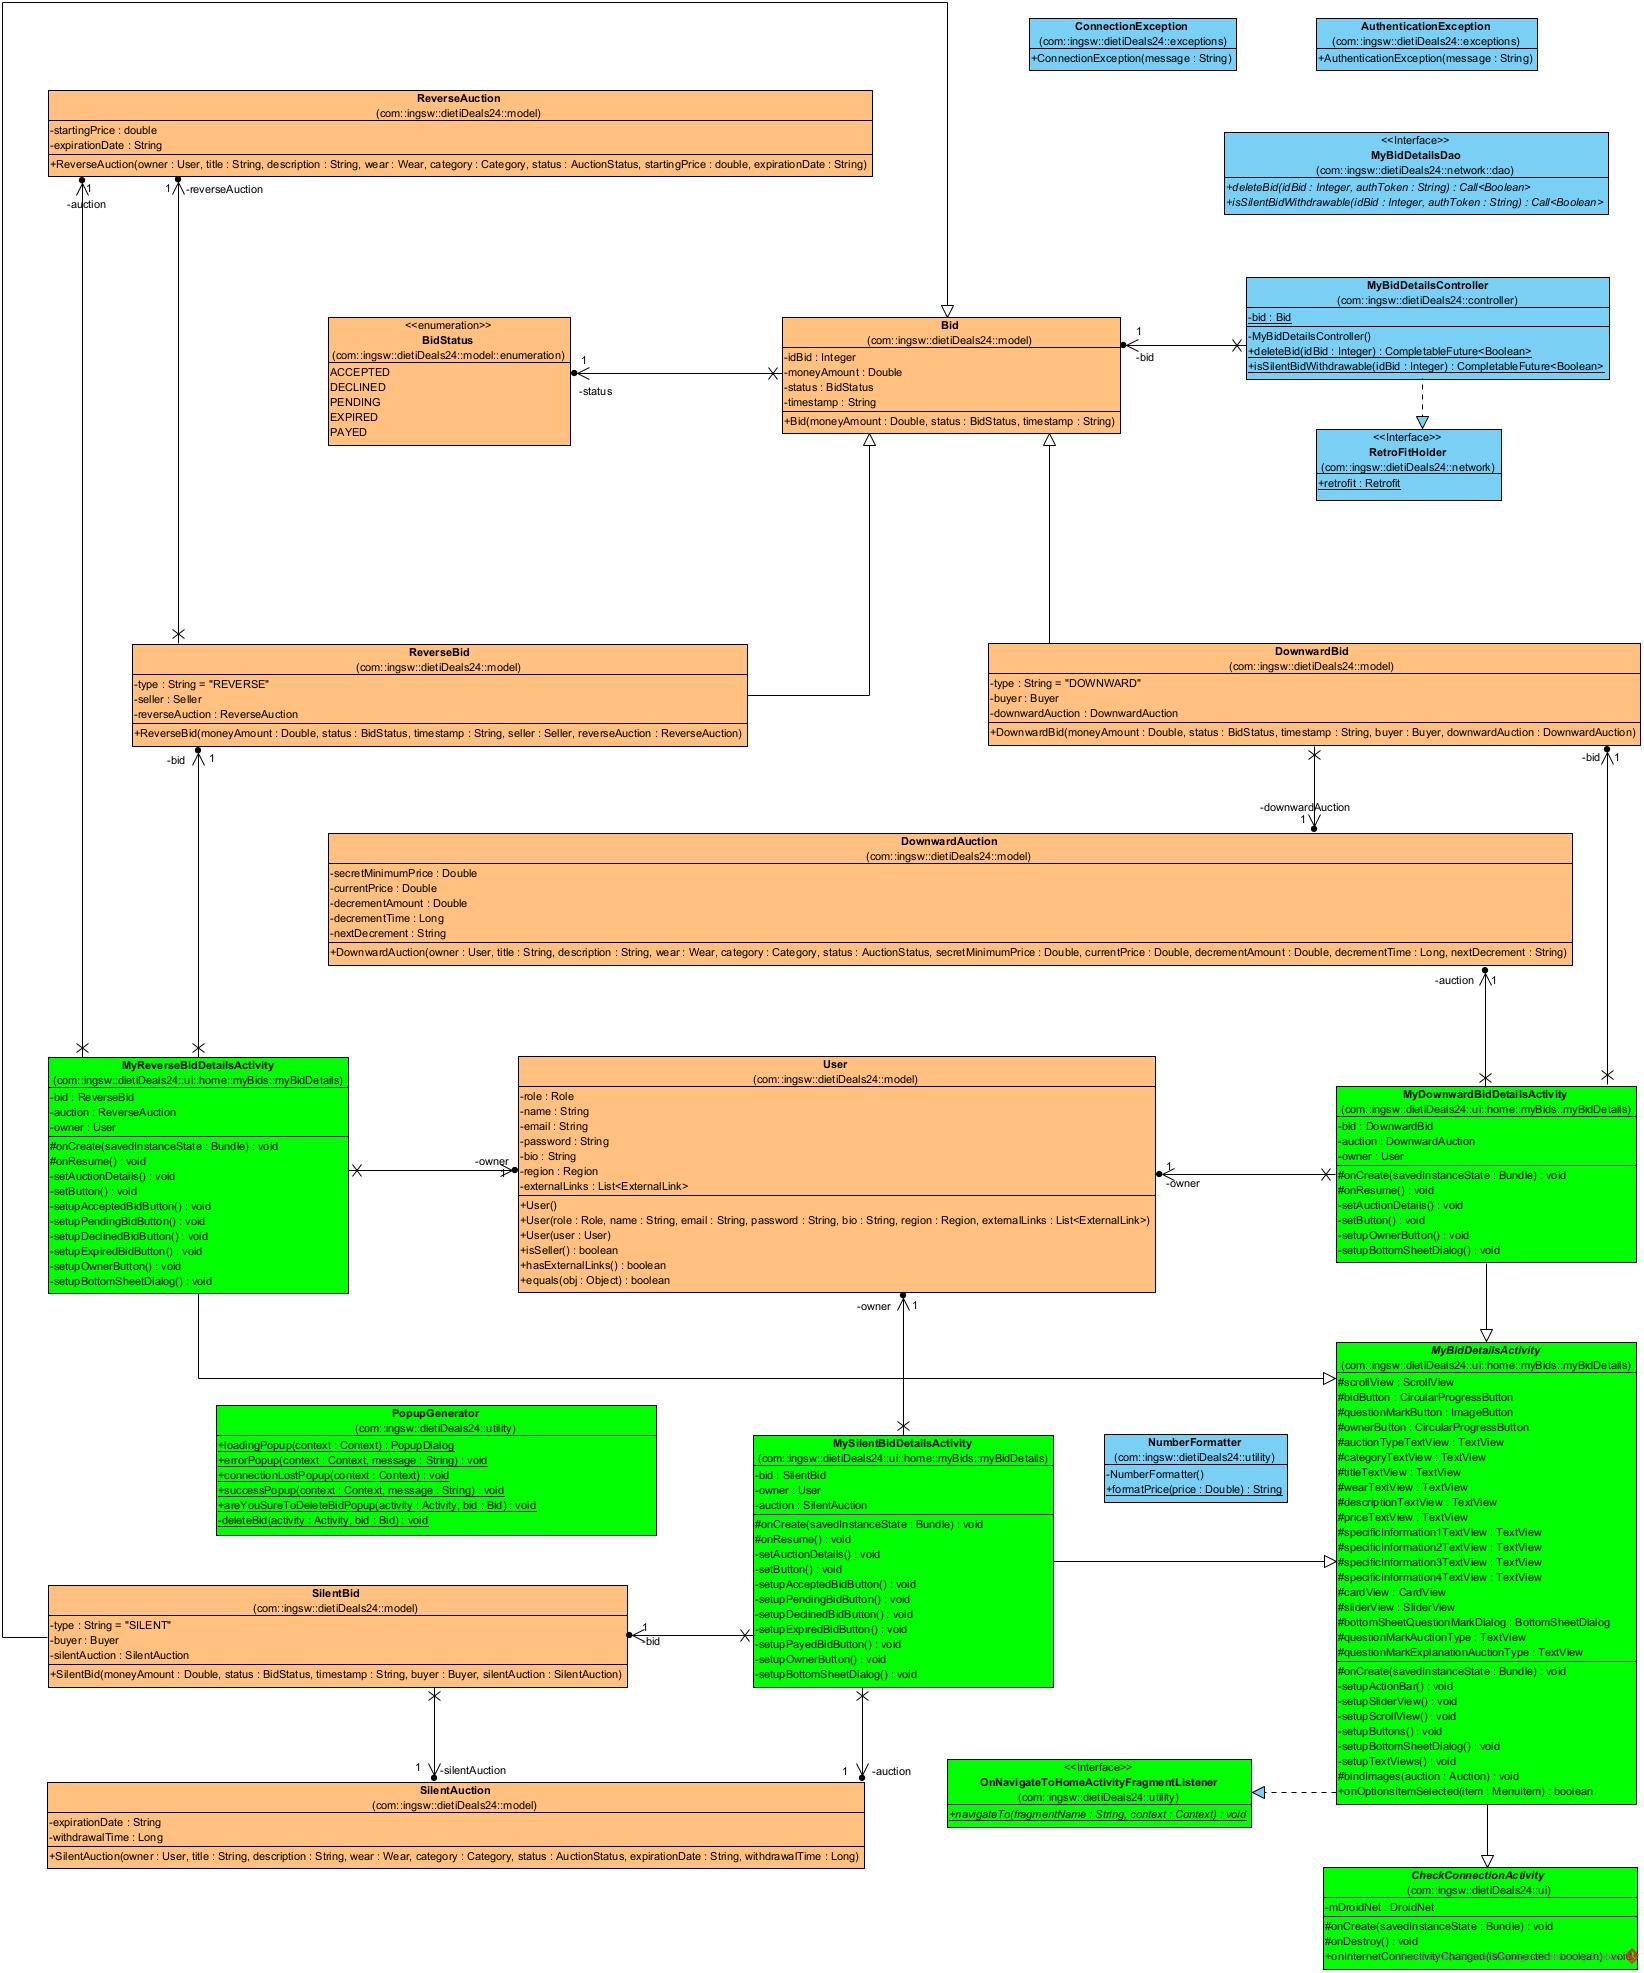 ConnectionException
(com::ingsw::dietiDeals24::exceptions)
+ConnectionException(message : String)
AuthenticationException
(com::ingsw::dietiDeals24::exceptions)
+AuthenticationException(message : String)
ReverseAuction
(com::ingsw::dietiDeals24::model)
-startingPrice : double
-expirationDate : String
+ReverseAuction(owner : User, title : String, description : String, wear : Wear, category : Category, status : AuctionStatus, startingPrice : double, expirationDate : String)
<<Interface>>
MyBidDetailsDao
(com::ingsw::dietiDeals24::network::dao)
+deleteBid(idBid : Integer, authToken : String) : Call<Boolean>
+isSilentBidWithdrawable(idBid : Integer, authToken : String) : Call<Boolean>
1
-auction
1
-reverseAuction
MyBidDetailsController
(com::ingsw::dietiDeals24::controller)
-bid : Bid
-MyBidDetailsController()
+deleteBid(idBid : Integer) : CompletableFuture<Boolean>
+isSilentBidWithdrawable(idBid : Integer) : CompletableFuture<Boolean>
<<enumeration>>
BidStatus
(com::ingsw::dietiDeals24::model::enumeration)
ACCEPTED
DECLINED
PENDING
EXPIRED
PAYED
1
-status
Bid
(com::ingsw::dietiDeals24::model)
-idBid : Integer
-moneyAmount : Double
-status : BidStatus
-timestamp : String
+Bid(moneyAmount : Double, status : BidStatus, timestamp : String)
1
-bid
<<Interface>>
RetroFitHolder
(com::ingsw::dietiDeals24::network)
+retrofit : Retrofit
ReverseBid
(com::ingsw::dietiDeals24::model)
-type : String = "REVERSE"
-seller : Seller
-reverseAuction : ReverseAuction
+ReverseBid(moneyAmount : Double, status : BidStatus, timestamp : String, seller : Seller, reverseAuction : ReverseAuction)
DownwardBid
(com::ingsw::dietiDeals24::model)
-type : String = "DOWNWARD"
-buyer : Buyer
-downwardAuction : DownwardAuction
+DownwardBid(moneyAmount : Double, status : BidStatus, timestamp : String, buyer : Buyer, downwardAuction : DownwardAuction)
-bid
1
-bid
1
-downwardAuction
1
DownwardAuction
(com::ingsw::dietiDeals24::model)
-secretMinimumPrice : Double
-currentPrice : Double
-decrementAmount : Double
-decrementTime : Long
-nextDecrement : String
+DownwardAuction(owner : User, title : String, description : String, wear : Wear, category : Category, status : AuctionStatus, secretMinimumPrice : Double, currentPrice : Double, decrementAmount : Double, decrementTime : Long, nextDecrement : String)
-auction
1
MyReverseBidDetailsActivity
(com::ingsw::dietiDeals24::ui::home::myBids::myBidDetails)
-bid : ReverseBid
-auction : ReverseAuction
-owner : User
#onCreate(savedInstanceState : Bundle) : void
#onResume() : void
-setAuctionDetails() : void
-setButton() : void
-setupAcceptedBidButton() : void
-setupPendingBidButton() : void
-setupDeclinedBidButton() : void
-setupExpiredBidButton() : void
-setupOwnerButton() : void
-setupBottomSheetDialog() : void
-owner
1
User
(com::ingsw::dietiDeals24::model)
-role : Role
-name : String
-email : String
-password : String
-bio : String
-region : Region
-externalLinks : List<ExternalLink>
+User()
+User(role : Role, name : String, email : String, password : String, bio : String, region : Region, externalLinks : List<ExternalLink>)
+User(user : User)
+isSeller() : boolean
+hasExternalLinks() : boolean
+equals(obj : Object) : boolean
1
-owner
MyDownwardBidDetailsActivity
(com::ingsw::dietiDeals24::ui::home::myBids::myBidDetails)
-bid : DownwardBid
-auction : DownwardAuction
-owner : User
#onCreate(savedInstanceState : Bundle) : void
#onResume() : void
-setAuctionDetails() : void
-setButton() : void
-setupOwnerButton() : void
-setupBottomSheetDialog() : void
-owner
1
MyBidDetailsActivity
(com::ingsw::dietiDeals24::ui::home::myBids::myBidDetails)
#scrollView : ScrollView
#bidButton : CircularProgressButton
#questionMarkButton : ImageButton
#ownerButton : CircularProgressButton
#auctionTypeTextView : TextView
#categoryTextView : TextView
#titleTextView : TextView
#wearTextView : TextView
#descriptionTextView : TextView
#priceTextView : TextView
#specificInformation1TextView : TextView
#specificInformation2TextView : TextView
#specificInformation3TextView : TextView
#specificInformation4TextView : TextView
#cardView : CardView
#sliderView : SliderView
#bottomSheetQuestionMarkDialog : BottomSheetDialog
#questionMarkAuctionType : TextView
#questionMarkExplanationAuctionType : TextView
#onCreate(savedInstanceState : Bundle) : void
-setupActionBar() : void
-setupSliderView() : void
-setupScrollView() : void
-setupButtons() : void
-setupBottomSheetDialog() : void
-setupTextViews() : void
#bindImages(auction : Auction) : void
+onOptionsItemSelected(item : MenuItem) : boolean
PopupGenerator
(com::ingsw::dietiDeals24::utility)
+loadingPopup(context : Context) : PopupDialog
+errorPopup(context : Context, message : String) : void
+connectionLostPopup(context : Context) : void
+successPopup(context : Context, message : String) : void
+areYouSureToDeleteBidPopup(activity : Activity, bid : Bid) : void
-deleteBid(activity : Activity, bid : Bid) : void
MySilentBidDetailsActivity
(com::ingsw::dietiDeals24::ui::home::myBids::myBidDetails)
-bid : SilentBid
-owner : User
-auction : SilentAuction
#onCreate(savedInstanceState : Bundle) : void
#onResume() : void
-setAuctionDetails() : void
-setButton() : void
-setupAcceptedBidButton() : void
-setupPendingBidButton() : void
-setupDeclinedBidButton() : void
-setupExpiredBidButton() : void
-setupPayedBidButton() : void
-setupOwnerButton() : void
-setupBottomSheetDialog() : void
NumberFormatter
(com::ingsw::dietiDeals24::utility)
-NumberFormatter()
+formatPrice(price : Double) : String
SilentBid
(com::ingsw::dietiDeals24::model)
-type : String = "SILENT"
-buyer : Buyer
-silentAuction : SilentAuction
+SilentBid(moneyAmount : Double, status : BidStatus, timestamp : String, buyer : Buyer, silentAuction : SilentAuction)
1
-bid
1
-silentAuction
1
-auction
SilentAuction
(com::ingsw::dietiDeals24::model)
-expirationDate : String
-withdrawalTime : Long
+SilentAuction(owner : User, title : String, description : String, wear : Wear, category : Category, status : AuctionStatus, expirationDate : String, withdrawalTime : Long)
<<Interface>>
OnNavigateToHomeActivityFragmentListener
(com::ingsw::dietiDeals24::utility)
+navigateTo(fragmentName : String, context : Context) : void
CheckConnectionActivity
(com::ingsw::dietiDeals24::ui)
-mDroidNet : DroidNet
#onCreate(savedInstanceState : Bundle) : void
#onDestroy() : void
+onInternetConnectivityChanged(isConnected : boolean) : void